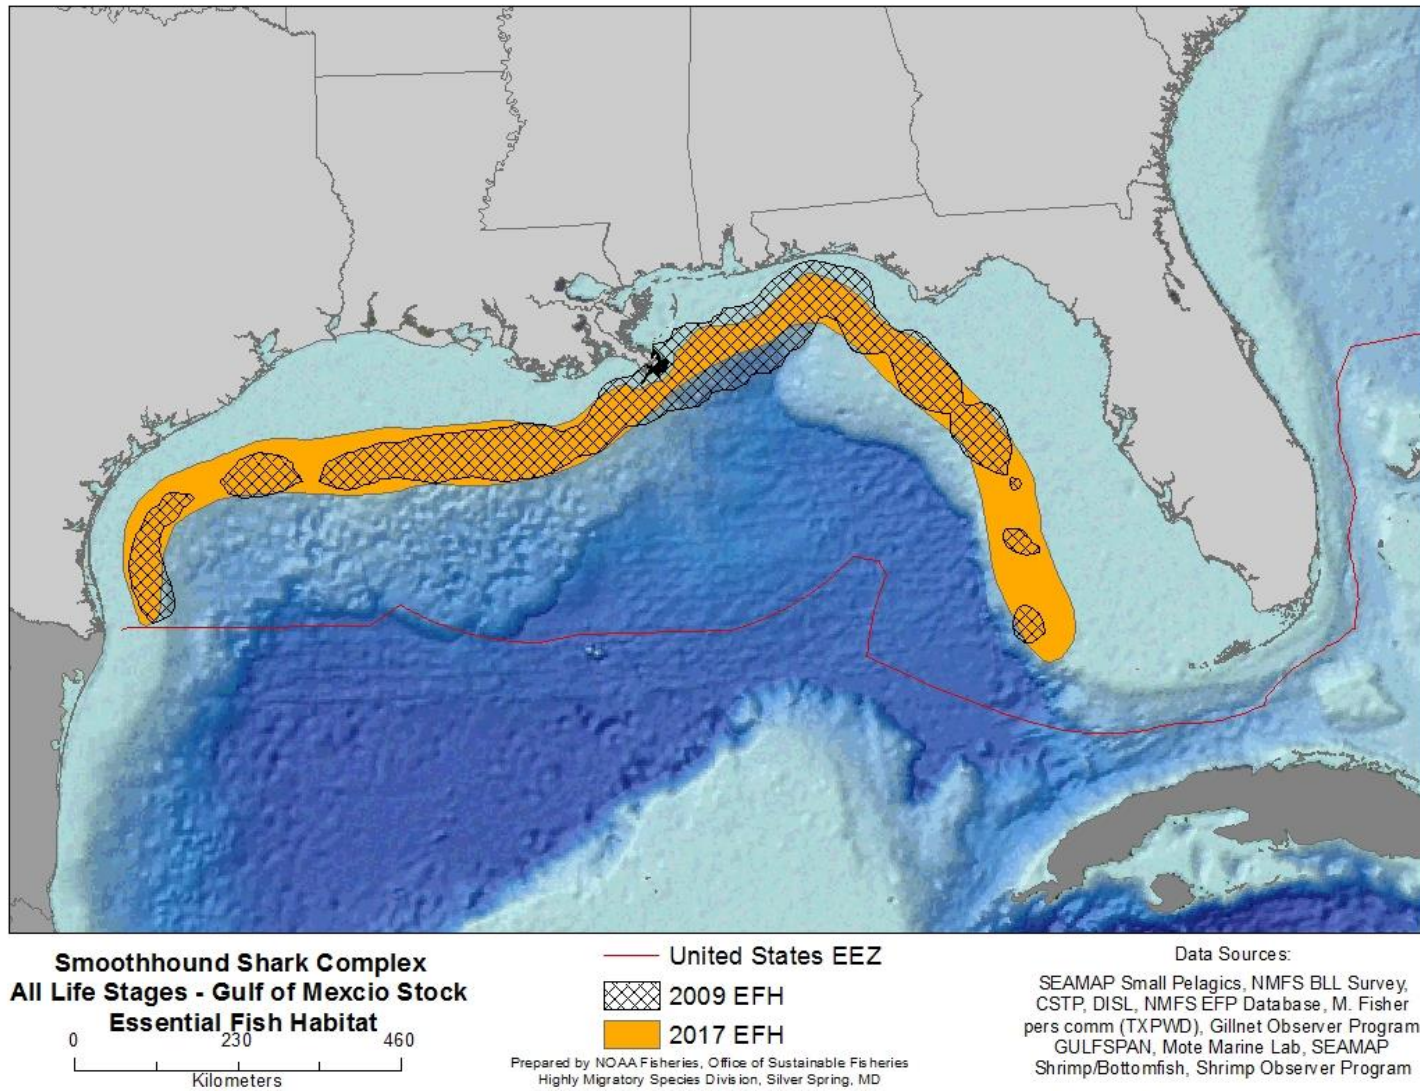 Smoothhound Shark Complex
All Life Stages - Gulf of Mexcio Stock
Essential Fish Habitat
0 230 460
Kilometers
United States EEZ
2009 EFH
2017 EFH
Prepared by NOAA Fisheries, Office of Sustainable Fisheries
Highly Migratory Species Division, Silver Spring, MD
Data Sources:
SEAMAP Small Pelagics, NMFS BLL Survey,
CSTP, DISL, NMFS EFP Database, M. Fisher
pers comm (TXPWD), Gillnet Observer Program
GULFSPAN, Mote Marine Lab, SEAMAP
Shrimp/Bottomfish, Shrimp Observer Program